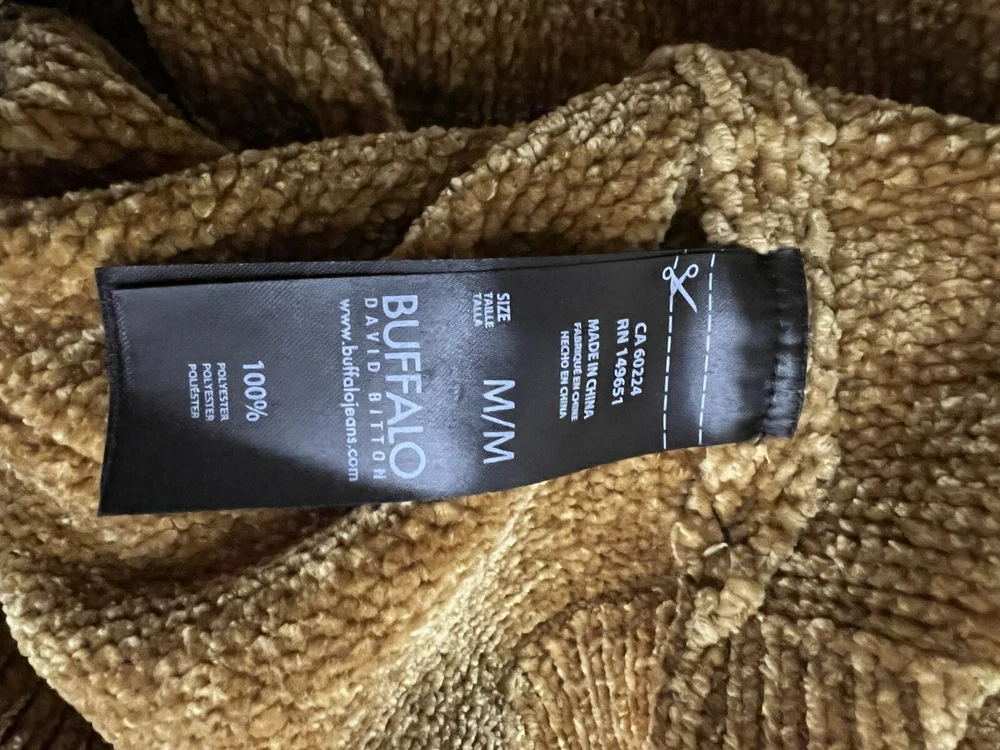 CA 60224
RN 149651
MADE IN CHINA
FABRIQUÉ EN CHINE
HECHO EN CHINA
SIZE
TAILLE
TALLA
M/M
BUFFALO
DAVID BITTON
www.buffalojeans.com
100%
POLYESTER
POLYESTER
POLIÉSTER